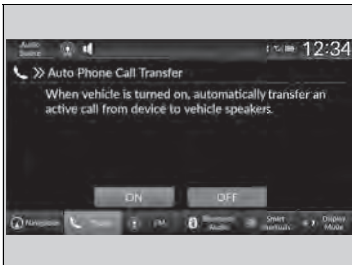 Audio
Source
12:34
Auto Phone Call Transfer
When vehicle is turned on, automatically transfer an
active call from device to vehicle speakers.
ON
OFF
Navigation
Phone
FM
Bluetooth
Audio
Smart
Shortcuts
Display
Mode